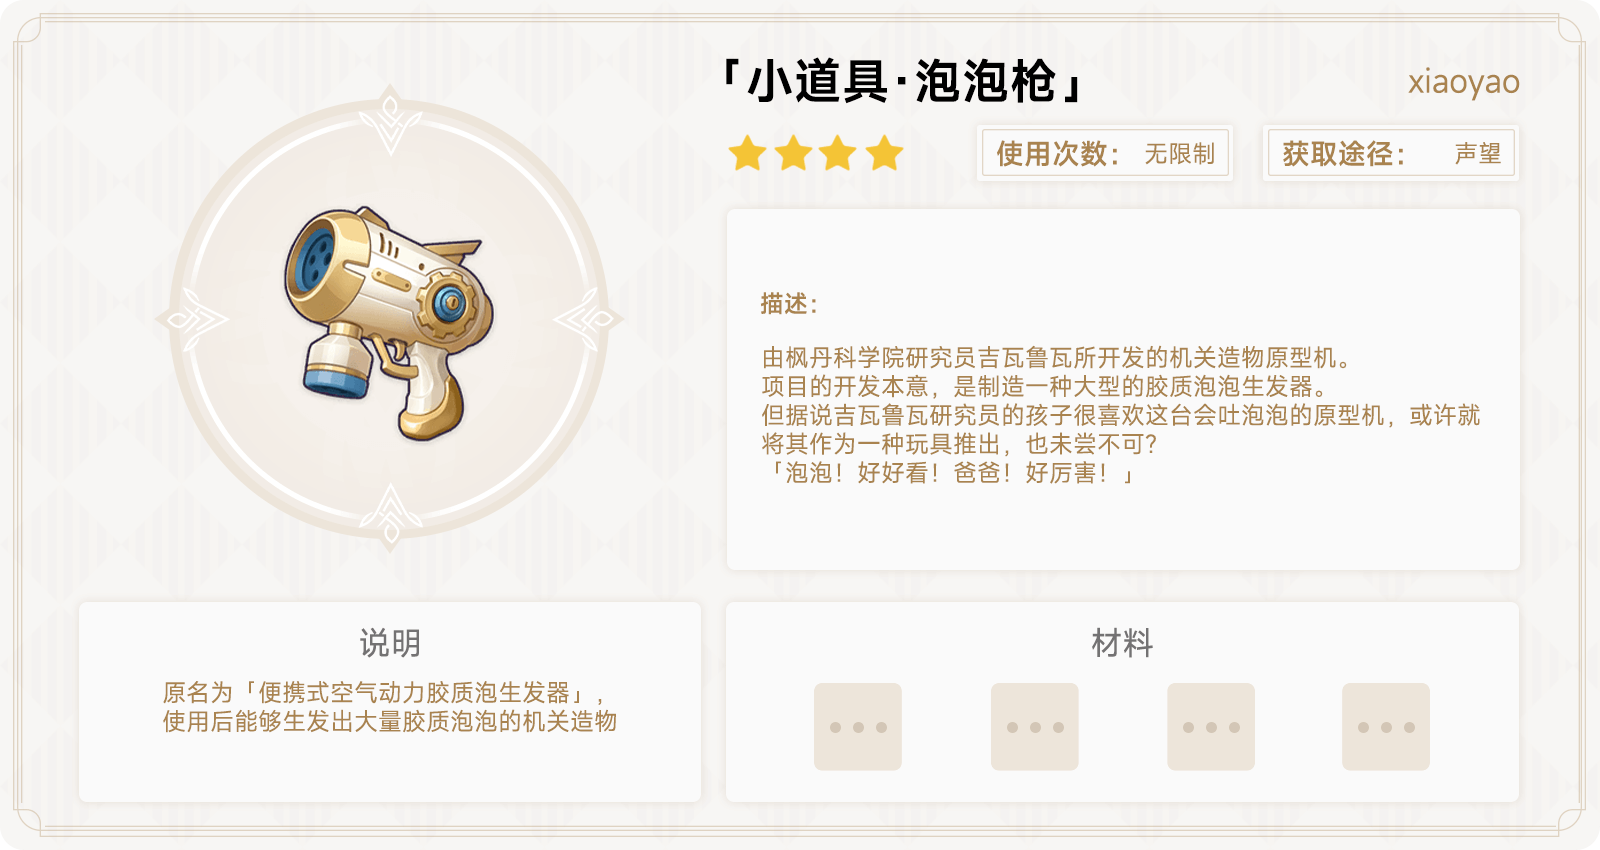 「小道具·泡泡枪」
xiaoyao
使用次数： 无限制
获取途径： 声望
描述：
由枫丹科学院研究员吉瓦鲁瓦所开发的机关造物原型机。
项目的开发本意，是制造一种大型的胶质泡泡生发器。
但据说吉瓦鲁瓦研究员的孩子很喜欢这台会吐泡泡的原型机，或许就
将其作为一种玩具推出，也未尝不可？
「泡泡！好好看！爸爸！好厉害！」
说明
原名为「便携式空气动力胶质泡生发器」，
使用后能够生发出大量胶质泡泡的机关造物
材料